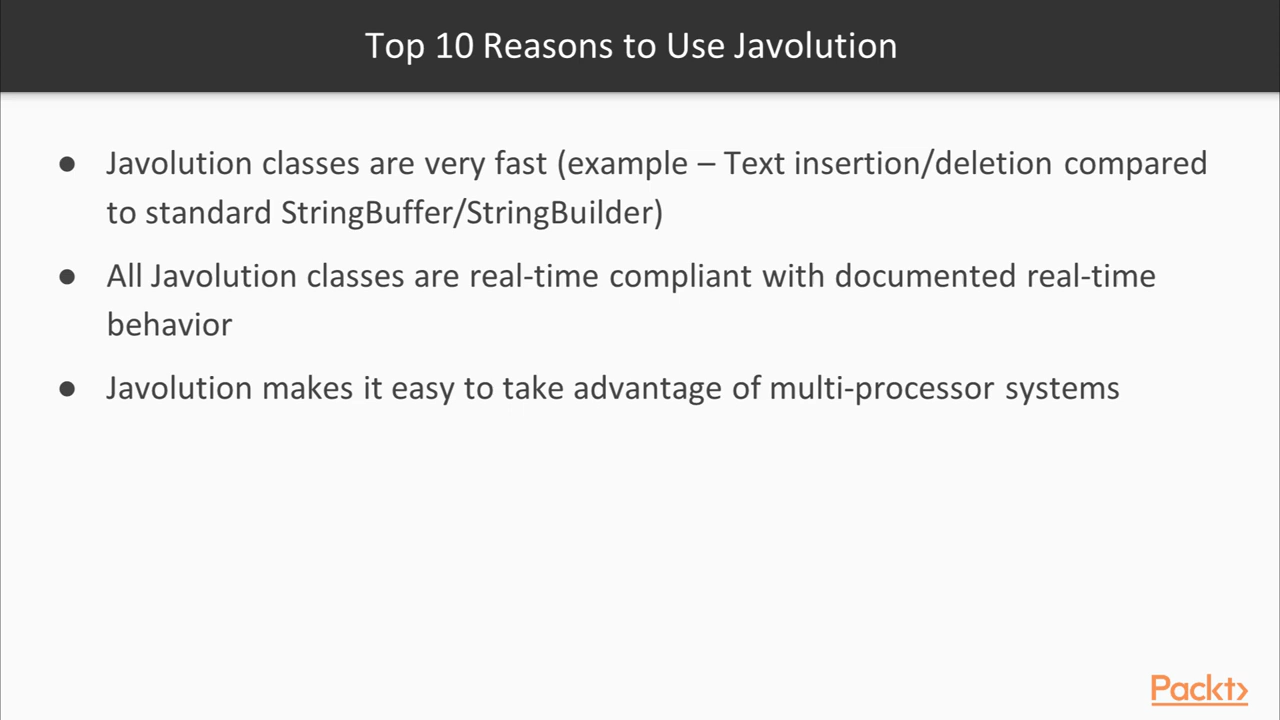 Top 10 Reasons to Use Javolution
● Javolution classes are very fast (example – Text insertion/deletion compared
to standard StringBuffer/StringBuilder)
● All Javolution classes are real-time compliant with documented real-time
behavior
● Javolution makes it easy to take advantage of multi-processor systems
Packt>